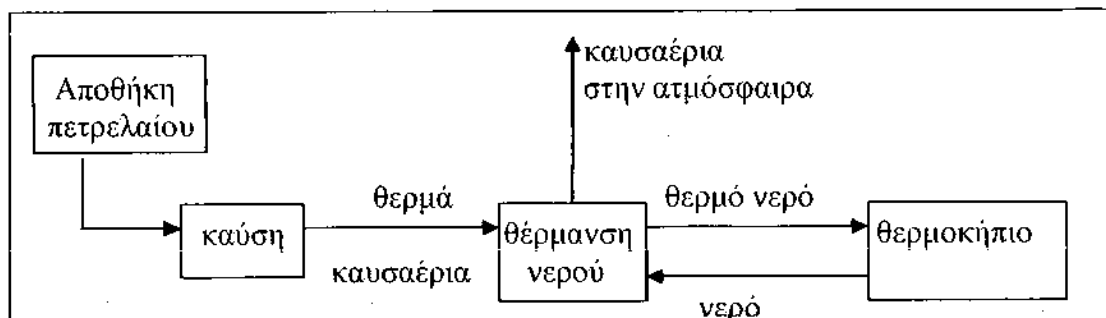 Αποθήκη
πετρελαίου
καυσαέρια
στην ατμόσφαιρα
καύση
θερμά
καυσαέρια
θέρμανση
νερού
θερμό νερό
νερό
θερμοκήπιο